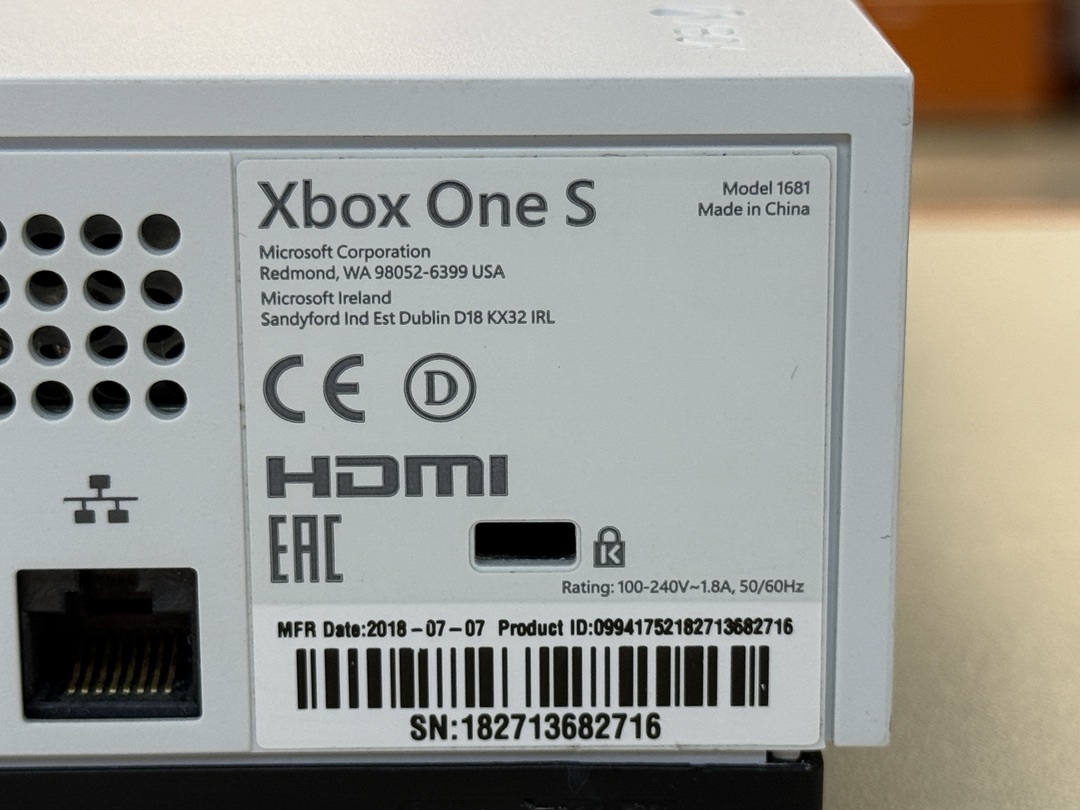 Xbox One S
Model 1681
Made in China
Microsoft Corporation
Redmond, WA 98052-6399 USA
Microsoft Ireland
Sandyford Ind Est Dublin D18 KX32 IRL
CE D
HDMI
EAC
K
Rating: 100-240V~1.8A, 50/60Hz
MFR Date:2018-07-07 Product ID:09941752182713682716
SN:182713682716